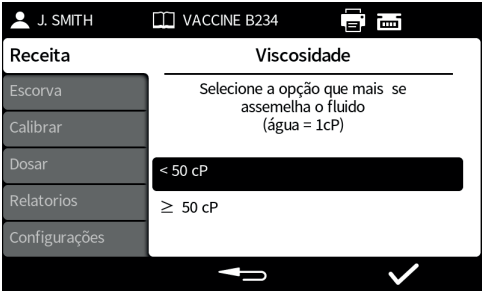 J. SMITH
VACCINE B234
Receita
Escorva
Calibrar
Dosar
Relatorios
Configurações
Viscosidade
Selecione a opção que mais se
assemelha o fluido
(água = 1cP)
< 50 cP
≥ 50 cP